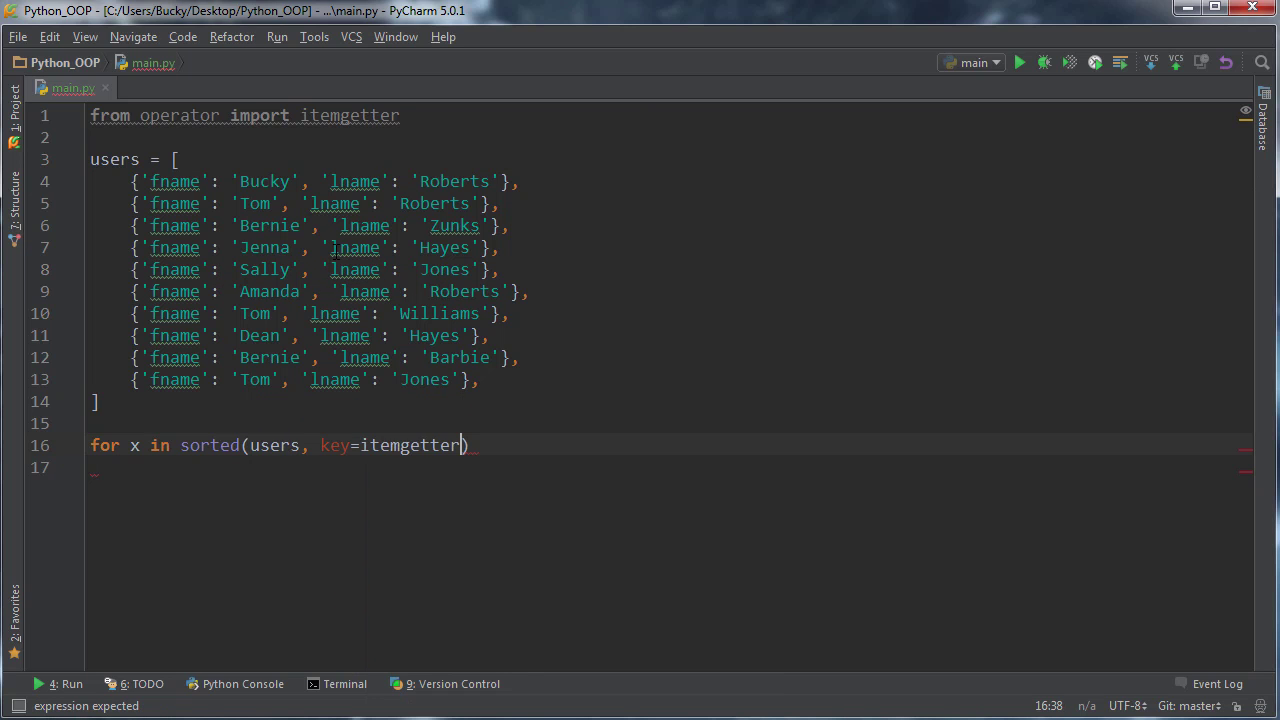 Python_OOP - [C:/Users/Bucky/Desktop/Python_OOP] - ...\main.py - PyCharm 5.0.1
File Edit View Navigate Code Refactor Run Tools VCS Window Help
Python_OOP main.py main VCS VCS
main.py
1: Project
7: Structure
2: Favorites
Database
1 from operator import itemgetter
2
3 users = [
4 {'fname': 'Bucky', 'lname': 'Roberts'},
5 {'fname': 'Tom', 'lname': 'Roberts'},
6 {'fname': 'Bernie', 'lname': 'Zunks'},
7 {'fname': 'Jenna', 'lname': 'Hayes'},
8 {'fname': 'Sally', 'lname': 'Jones'},
9 {'fname': 'Amanda', 'lname': 'Roberts'},
10 {'fname': 'Tom', 'lname': 'Williams'},
11 {'fname': 'Dean', 'lname': 'Hayes'},
12 {'fname': 'Bernie', 'lname': 'Barbie'},
13 {'fname': 'Tom', 'lname': 'Jones'},
14 ]
15
16 for x in sorted(users, key=itemgetter)
17
4: Run 6: TODO Python Console Terminal 9: Version Control Event Log
expression expected 16:38 n/a UTF-8 Git: master